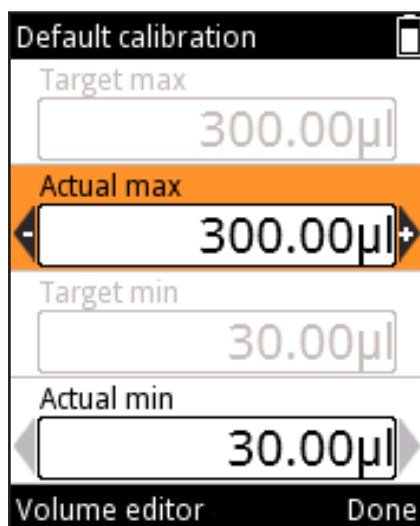 Default calibration
Target max
300.00µl
Actual max
- 300.00µl +
Target min
30.00µl
Actual min
30.00µl
Volume editor Done